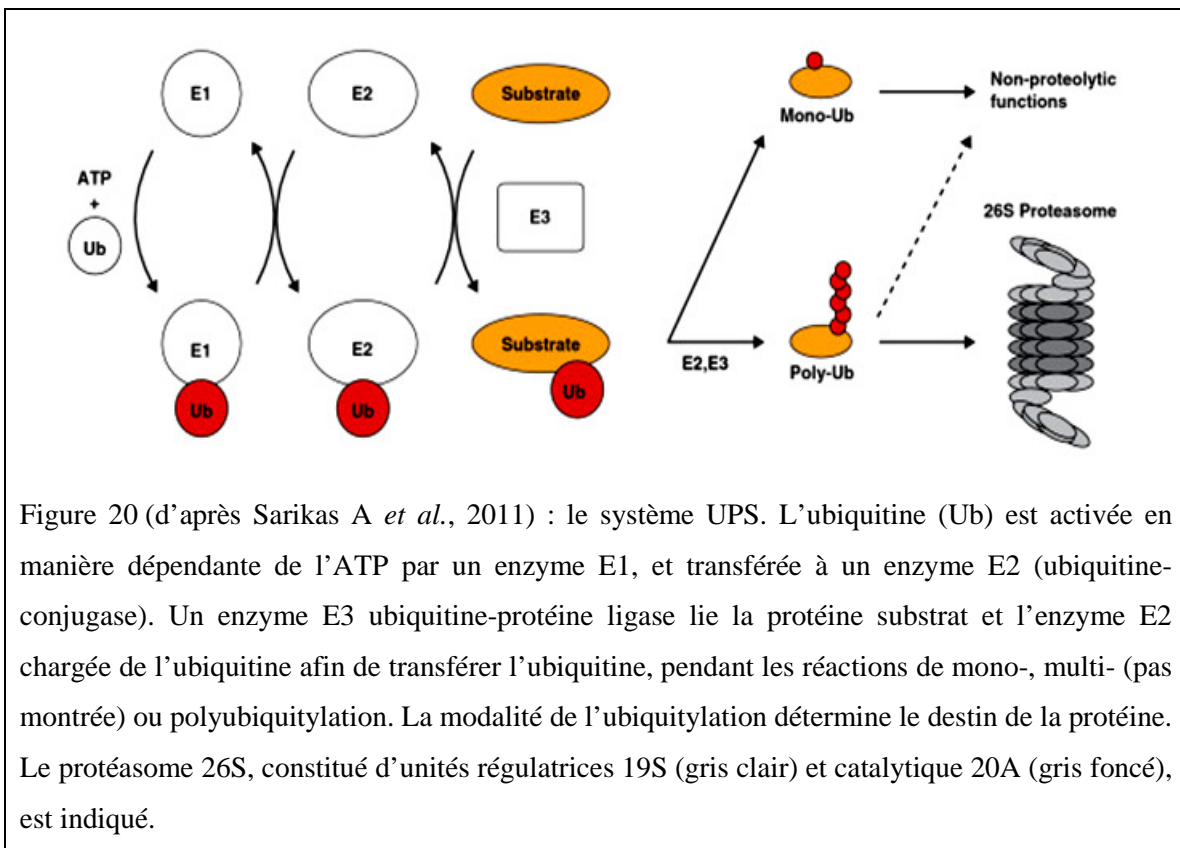 E1
E2
Substrate
ATP
+
Ub
E3
E1
Ub
E2
Ub
Substrate
Ub
Mono-Ub
Non-proteolytic
functions
26S Proteasome
E2,E3
Poly-Ub
Figure 20 (d’après Sarikas A et al., 2011) : le système UPS. L’ubiquitine (Ub) est activée en
manière dépendante de l’ATP par un enzyme E1, et transférée à un enzyme E2 (ubiquitine-
conjugase). Un enzyme E3 ubiquitine-protéine ligase lie la protéine substrat et l’enzyme E2
chargée de l’ubiquitine afin de transférer l’ubiquitine, pendant les réactions de mono-, multi- (pas
montrée) ou polyubiquitylation. La modalité de l’ubiquitylation détermine le destin de la protéine.
Le protéasome 26S, constitué d’unités régulatrices 19S (gris clair) et catalytique 20A (gris foncé),
est indiqué.